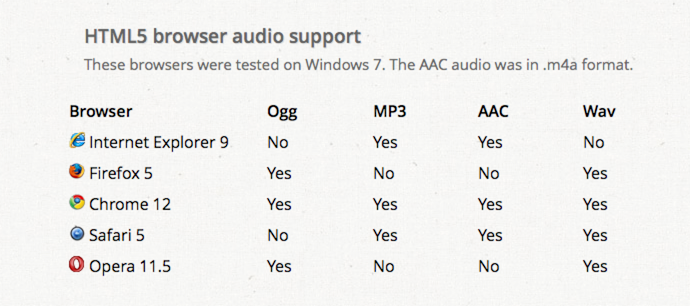 HTML5 browser audio support
These browsers were tested on Windows 7. The AAC audio was in .m4a format.
Browser Ogg MP3 AAC Wav
Internet Explorer 9 No Yes Yes No
Firefox 5 Yes No No Yes
Chrome 12 Yes Yes Yes Yes
Safari 5 No Yes Yes Yes
Opera 11.5 Yes No No Yes